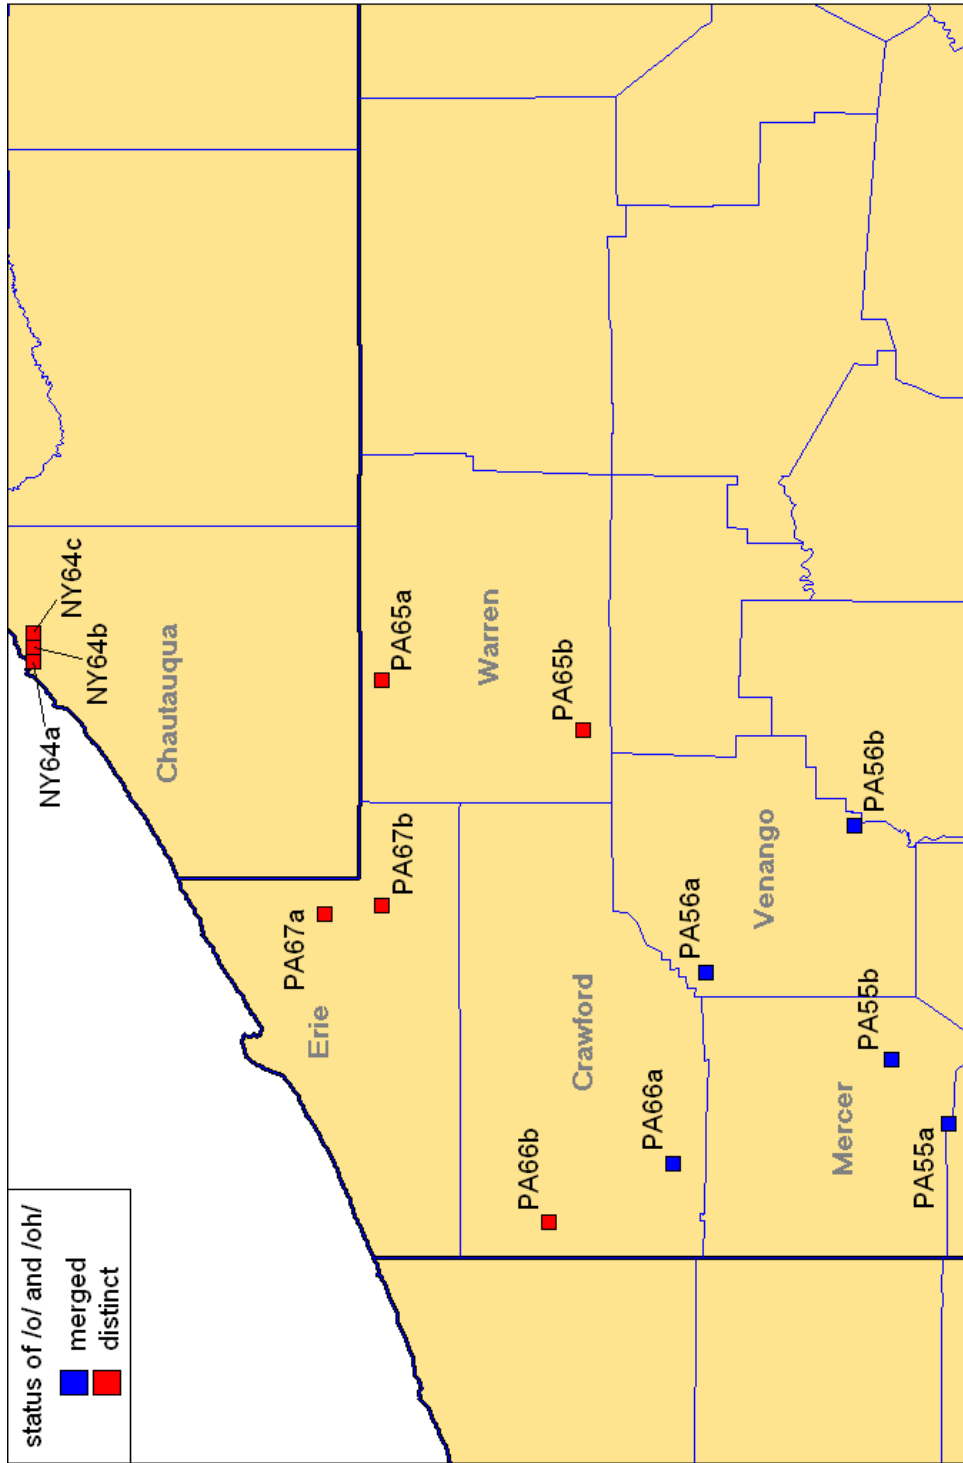 status of /o/ and /oh/
merged
distinct
NY64a
NY64b
NY64c
Chautauqua
PA67a
Erie
PA67b
PA65a
Warren
PA65b
PA66b
Crawford
PA66a
PA56a
Venango
PA56b
Mercer
PA55b
PA55a